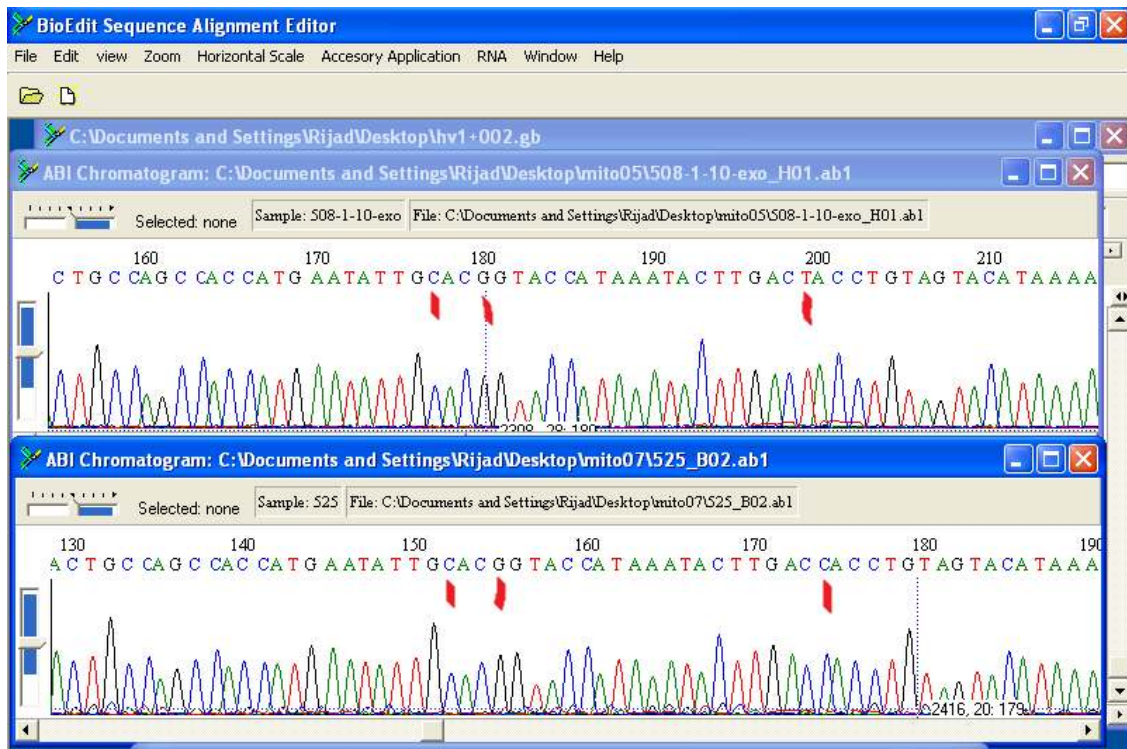 BioEdit Sequence Alignment Editor
File Edit view Zoom Horizontal Scale Accesory Application RNA Window Help
C:\Documents and Settings\Rijad\Desktop\hv1+002.gb
ABI Chromatogram: C:\Documents and Settings\Rijad\Desktop\mito05\508-1-10-exo_H01.ab1
Selected: none Sample: 508-1-10-exo File: C:\Documents and Settings\Rijad\Desktop\mito05\508-1-10-exo_H01.ab1
160 170 180 190 200 210
C T G C C A G C C A C C A T G A A T A T T G C A C G G T A C C A T A A A T A C T T G A C T A C C T G T A G T A C A T A A A A
ABI Chromatogram: C:\Documents and Settings\Rijad\Desktop\mito07\525_B02.ab1
Selected: none Sample: 525 File: C:\Documents and Settings\Rijad\Desktop\mito07\525_B02.ab1
130 140 150 160 170 180 190
A C T G C C A G C C A C C A T G A A T A T T G C A C G G T A C C A T A A A T A C T T G A C C A C C T G T A G T A C A T A A A
2416, 20: 179